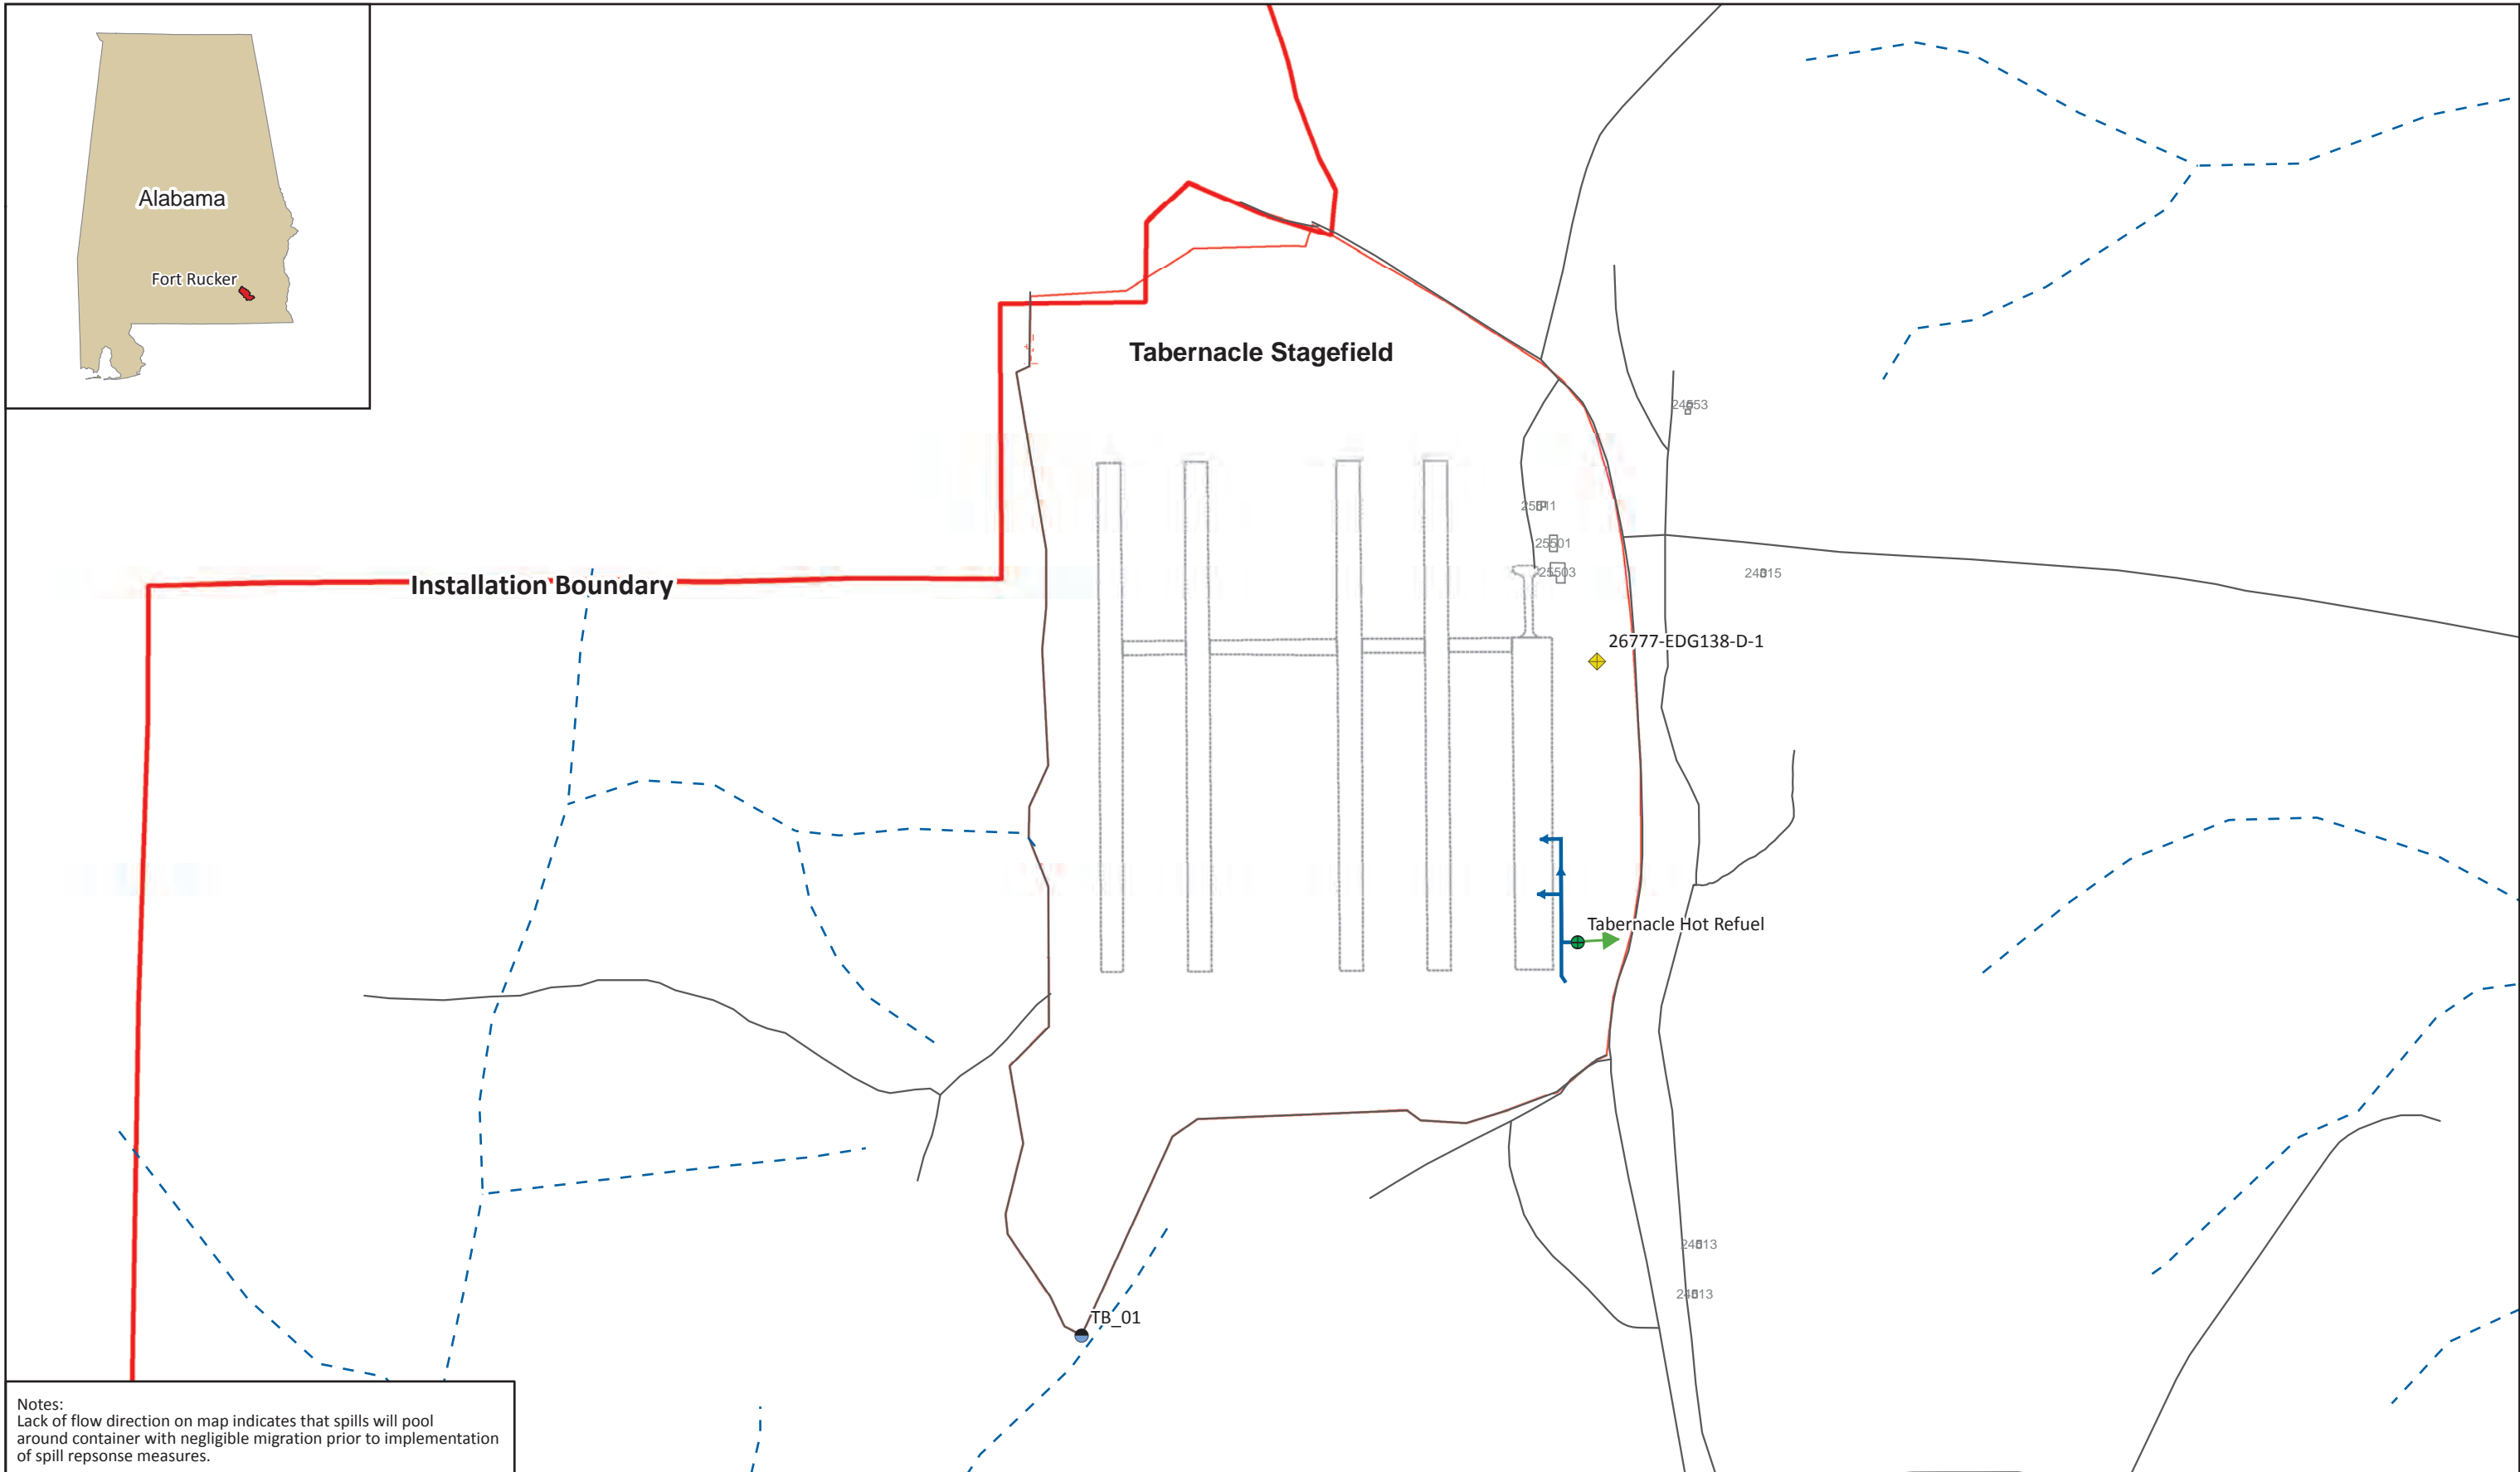 Alabama
Fort Rucker
Tabernacle Stagefield
25501
25503
Installation Boundary
26777-EDG138-D-1
Tabernacle Hot Refuel
TB_01
Notes:
Lack of flow direction on map indicates that spills will pool
around container with negligible migration prior to implementation
of spill repsonse measures.